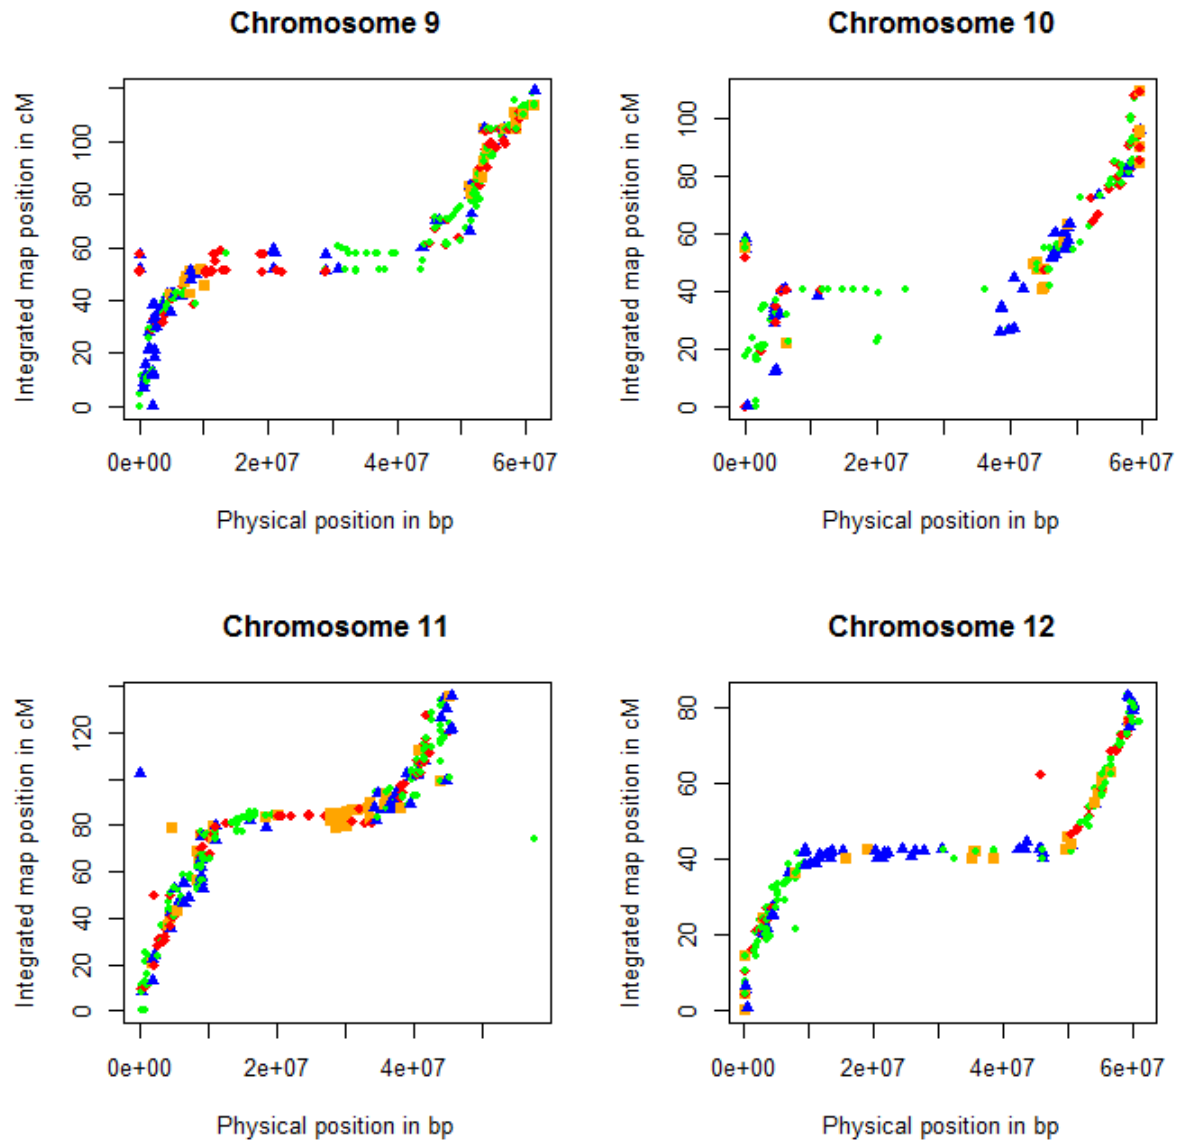 Chromosome 9
Integrated map position in cM
0 20 40 60 80 100
0e+00 2e+07 4e+07 6e+07
Physical position in bp
Chromosome 10
Integrated map position in cM
0 20 40 60 80 100
0e+00 2e+07 4e+07 6e+07
Physical position in bp
Chromosome 11
Integrated map position in cM
0 20 40 60 80 120
0e+00 2e+07 4e+07
Physical position in bp
Chromosome 12
Integrated map position in cM
0 20 40 60 80
0e+00 2e+07 4e+07 6e+07
Physical position in bp